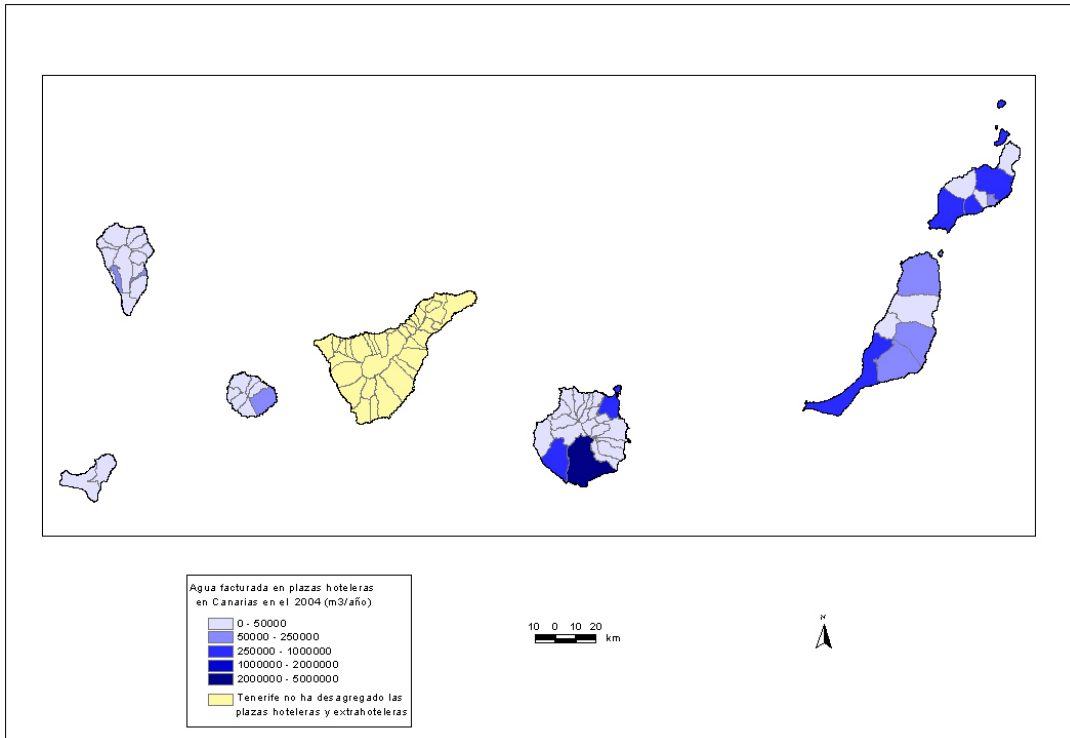 Agua facturada en plazas hoteleras
en Canarias en el 2004 (m3/año)
0 - 50000
50000 - 250000
250000 - 1000000
1000000 - 2000000
2000000 - 5000000
Tenerife no ha desagregado las
plazas hoteleras y extrahoteleras
10 0 10 20
km
N